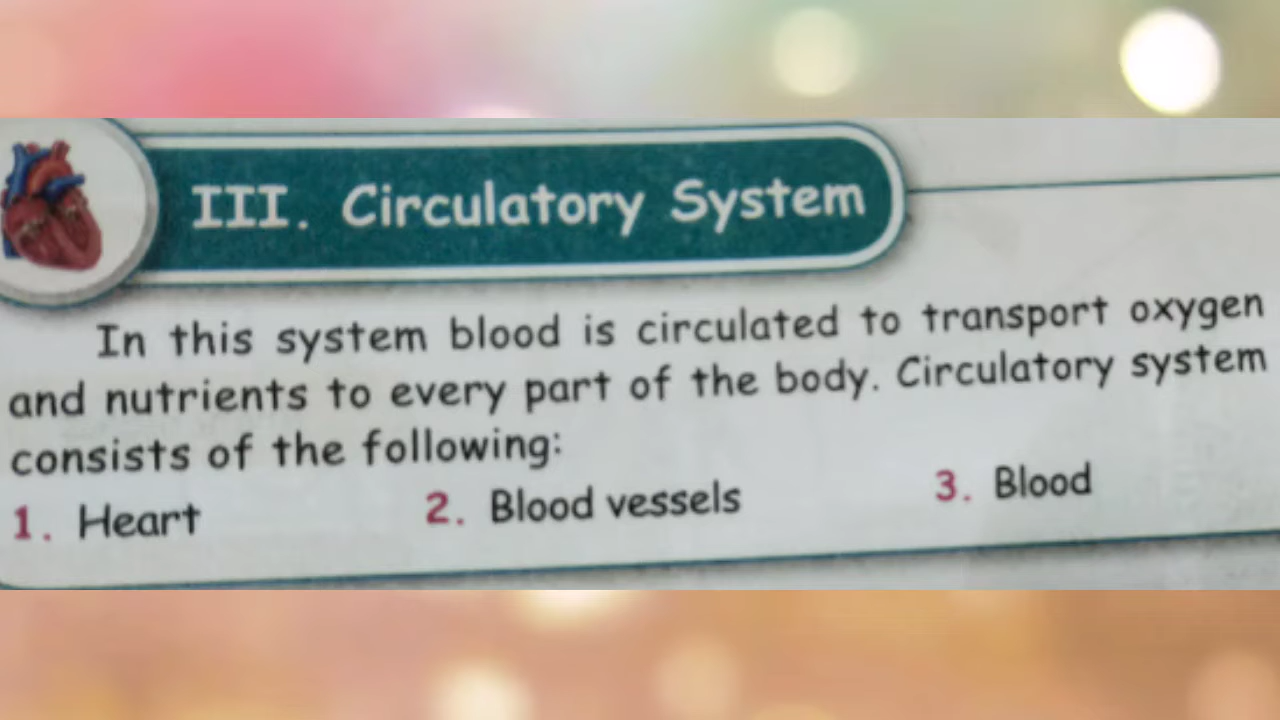 III. Circulatory System
In this system blood is circulated to transport oxygen
and nutrients to every part of the body. Circulatory system
consists of the following:
1. Heart 2. Blood vessels 3. Blood